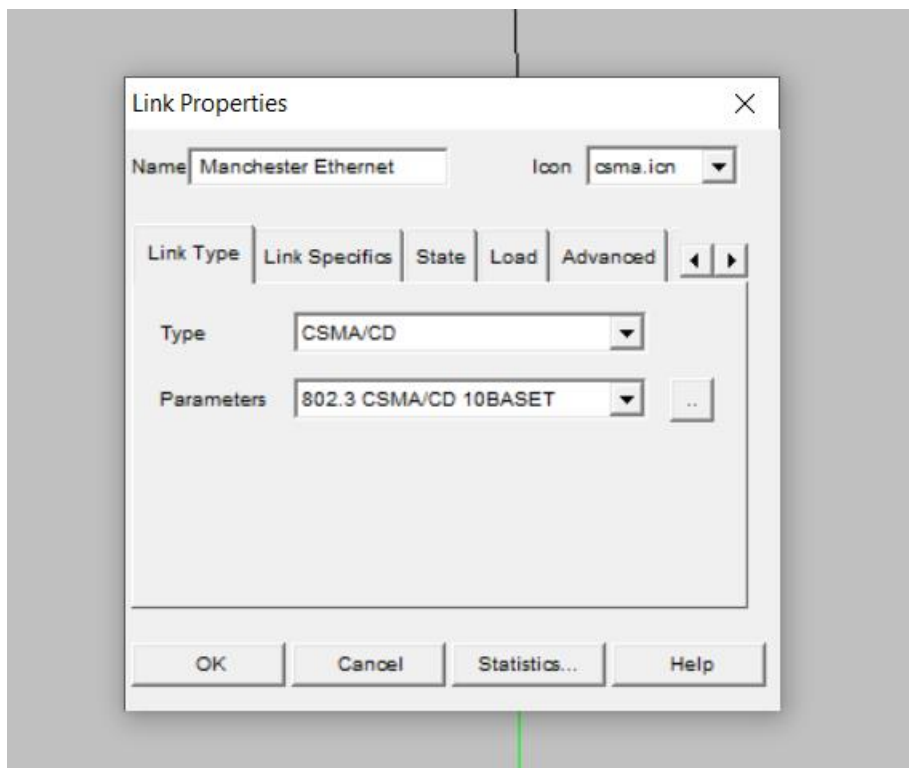 Link Properties
Name Manchester Ethernet Icon csma.icn
Link Type Link Specifics State Load Advanced
Type CSMA/CD
Parameters 802.3 CSMA/CD 10BASET ..
OK Cancel Statistics... Help